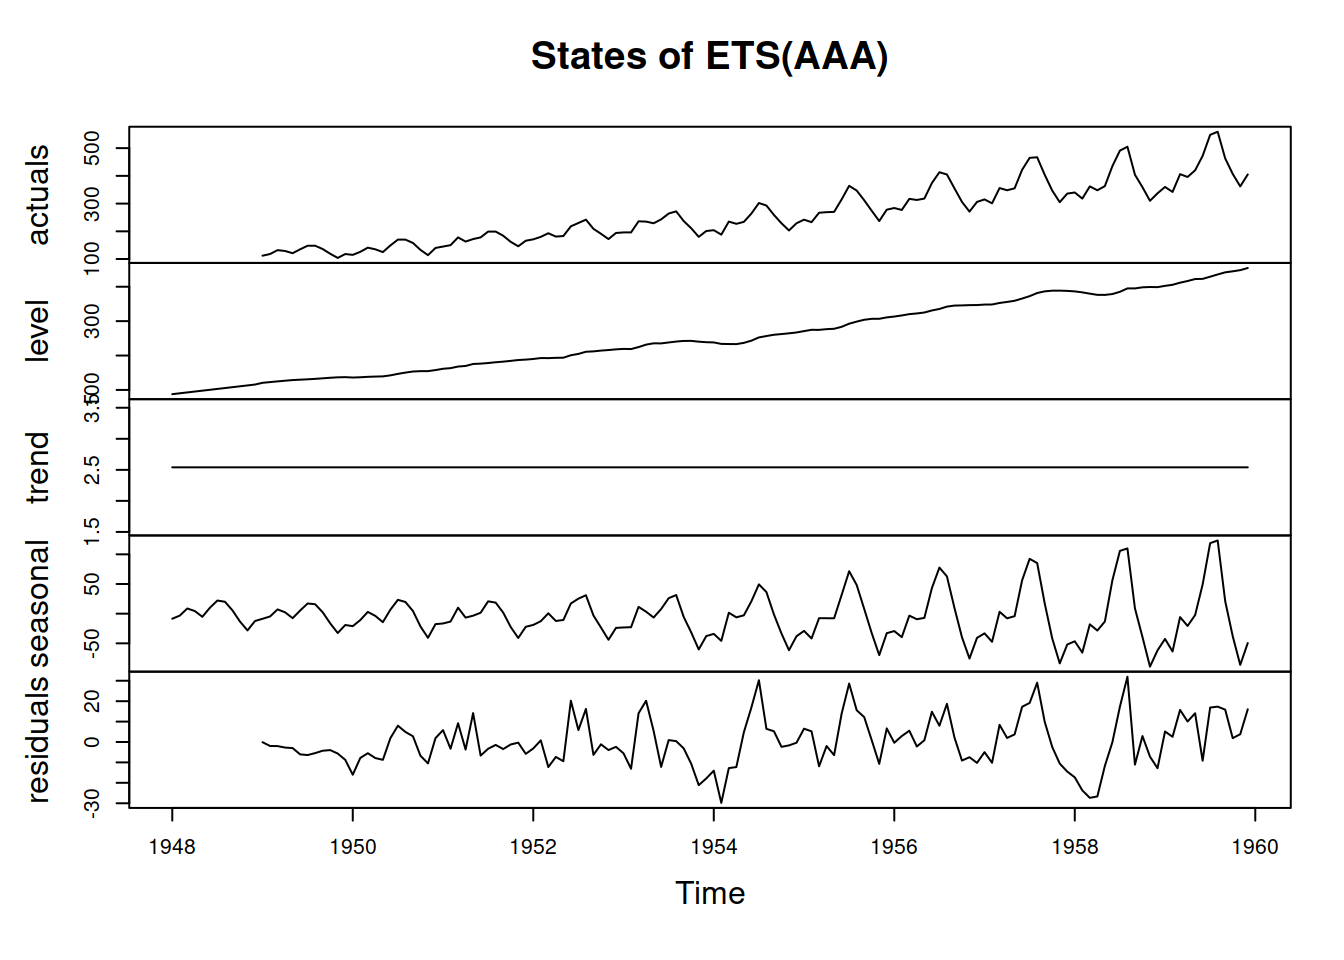 States of ETS(AAA)
actuals
100 300 500
level
100 300
trend
1.5 2.5 3.5
seasonal
-50 50
residuals
-30 0 20
1948 1950 1952 1954 1956 1958 1960
Time